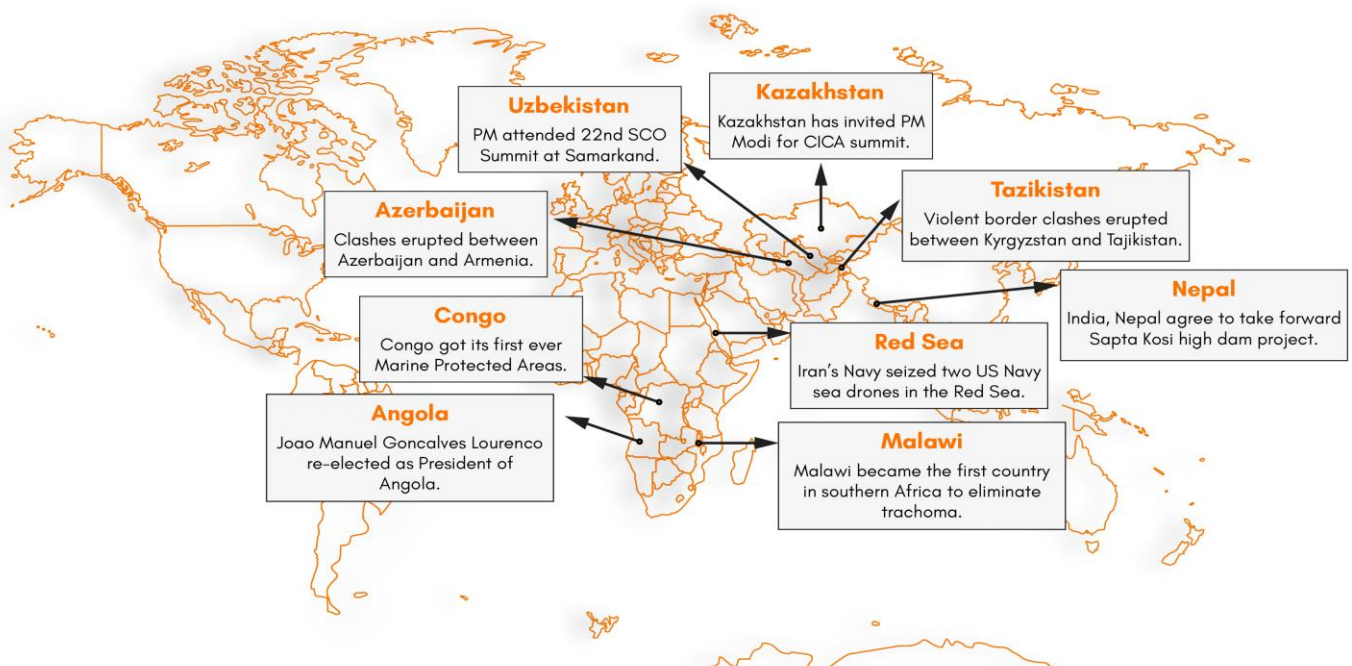 Uzbekistan
PM attended 22nd SCO
Summit at Samarkand.
Kazakhstan
Kazakhstan has invited PM
Modi for CICA summit.
Azerbaijan
Clashes erupted between
Azerbaijan and Armenia.
Tazikistan
Violent border clashes erupted
between Kyrgyzstan and Tajikistan.
Nepal
India, Nepal agree to take forward
Sapta Kosi high dam project.
Congo
Congo got its first ever
Marine Protected Areas.
Red Sea
Iran's Navy seized two US Navy
sea drones in the Red Sea.
Angola
Joao Manuel Goncalves Lourenco
re-elected as President of
Angola.
Malawi
Malawi became the first country
in southern Africa to eliminate
trachoma.